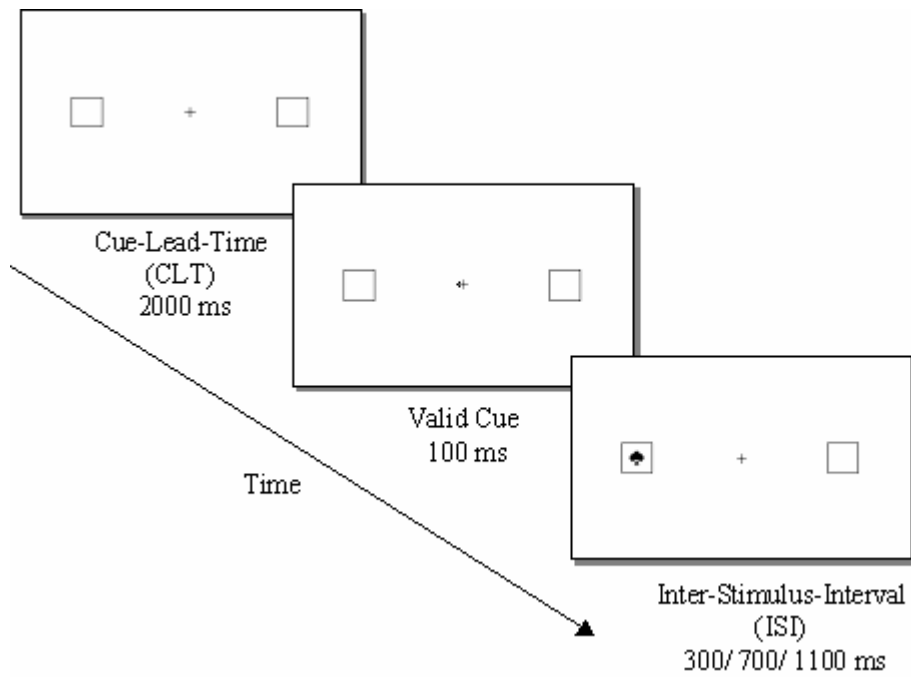 Cue-Lead-Time
(CLT)
2000 ms
Valid Cue
100 ms
Time
Inter-Stimulus-Interval
(ISI)
300/ 700/ 1100 ms